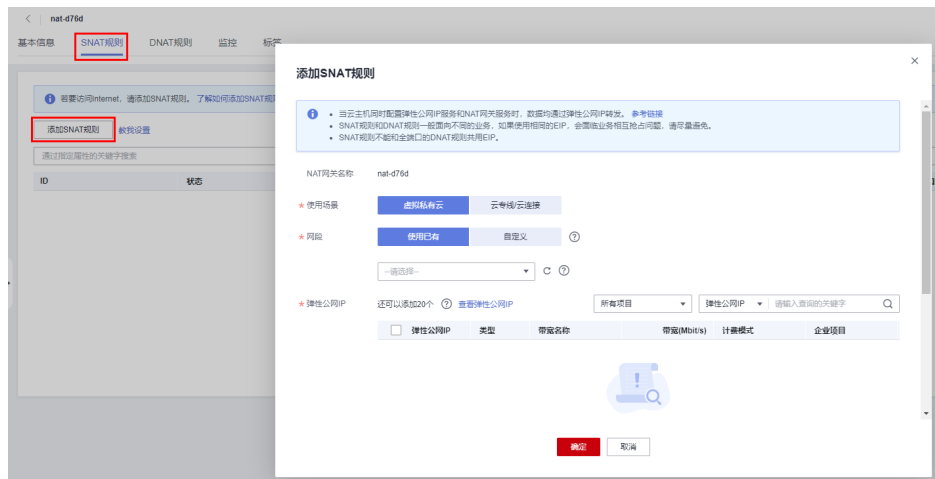 nat-d76d
基本信息 SNAT规则 DNAT规则 监控 标签
若要访问Internet，请添加SNAT规则。 了解如何添加SNAT规则
添加SNAT规则 教我设置
通过指定属性的关键字搜索
ID 状态
添加SNAT规则
当云主机同时配置弹性公网IP服务和NAT网关服务时，数据均通过弹性公网IP转发。 参考链接
SNAT规则和DNAT规则一般面向不同的业务，如果使用相同的EIP，会面临业务相互抢占问题，请尽量避免。
SNAT规则不能和全端口的DNAT规则共用EIP。
NAT网关名称 nat-d76d
★ 使用场景 虚拟私有云 云专线/云连接
★ 网段 使用已有 自定义
--请选择--
★ 弹性公网IP 还可以添加20个 查看弹性公网IP 所有项目 弹性公网IP 请输入查询的关键字
弹性公网IP 类型 带宽名称 带宽(Mbit/s) 计费模式 企业项目
确定 取消